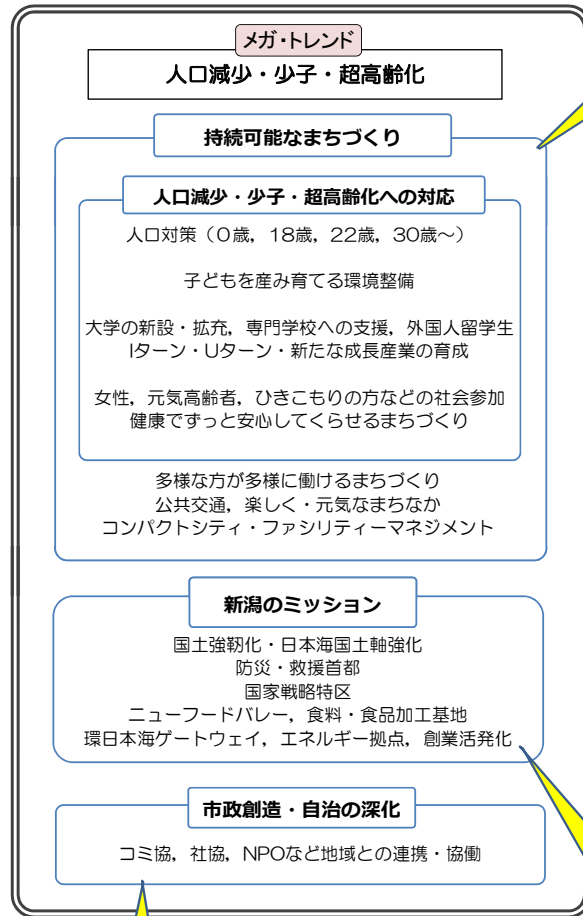 メガ・トレンド
人口減少・少子・超高齢化
持続可能なまちづくり
人口減少・少子・超高齢化への対応
人口対策（０歳，18歳，22歳，30歳～）
子どもを産み育てる環境整備
大学の新設・拡充，専門学校への支援，外国人留学生
Iターン・Uターン・新たな成長産業の育成
女性，元気高齢者，ひきこもりの方などの社会参加
健康でずっと安心してくらせるまちづくり
多様な方が多様に働けるまちづくり
公共交通，楽しく・元気なまちなか
コンパクトシティ・ファシリティーマネジメント
新潟のミッション
国土強靭化・日本海国土軸強化
防災・救援首都
国家戦略特区
ニューフードバレー，食料・食品加工基地
環日本海ゲートウェイ，エネルギー拠点，創業活発化
市政創造・自治の深化
コミ協，社協，NPOなど地域との連携・協働